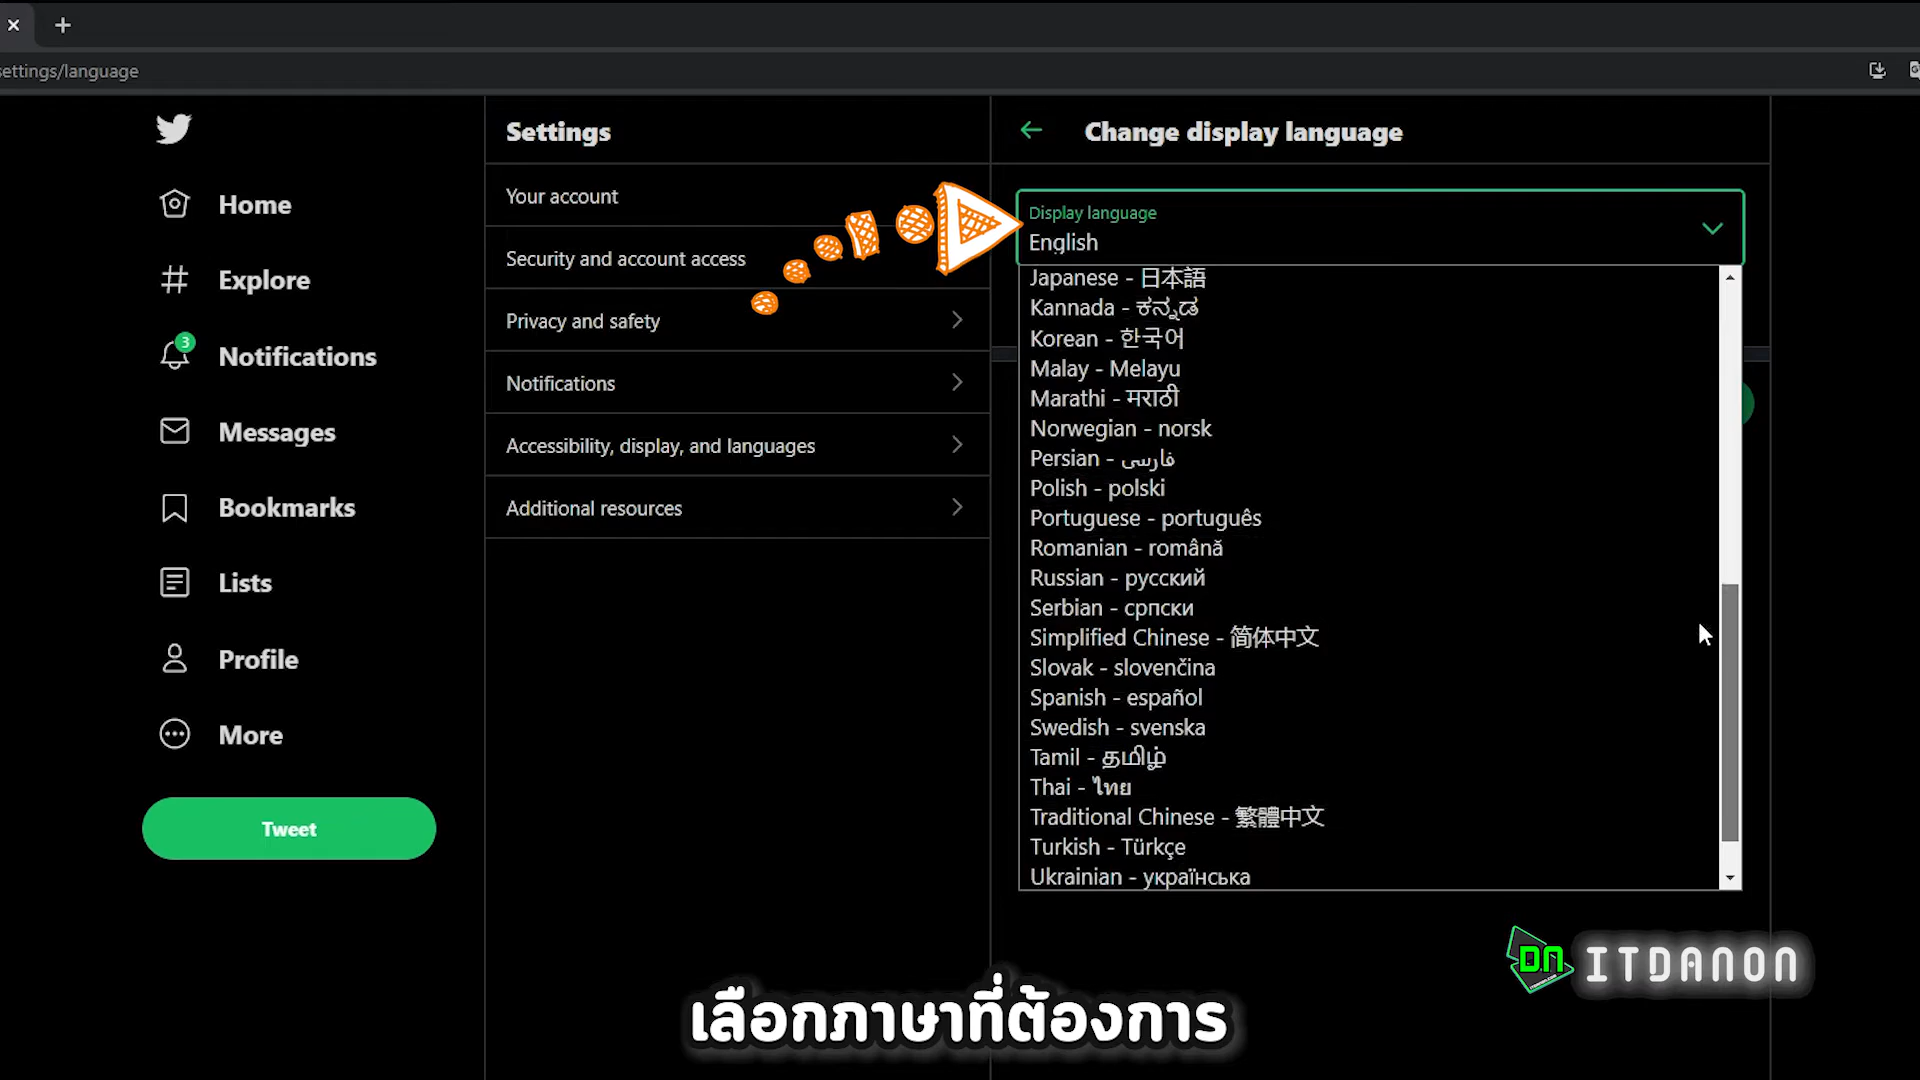 settings/language
Home
Explore
3
Notifications
Messages
Bookmarks
Lists
Profile
More
Tweet
Settings
Your account
Security and account access
Privacy and safety
Notifications
Accessibility, display, and languages
Additional resources
Change display language
Display language
English
Japanese - 日本語
Kannada - ಕನ್ನಡ
Korean - 한국어
Malay - Melayu
Marathi - मराठी
Norwegian - norsk
Persian - فارسی
Polish - polski
Portuguese - português
Romanian - română
Russian - русский
Serbian - српски
Simplified Chinese - 简体中文
Slovak - slovenčina
Spanish - español
Swedish - svenska
Tamil - தமிழ்
Thai - ไทย
Traditional Chinese - 繁體中文
Turkish - Türkçe
Ukrainian - українська
DN ITDANON
เลือกภาษาที่ต้องการ